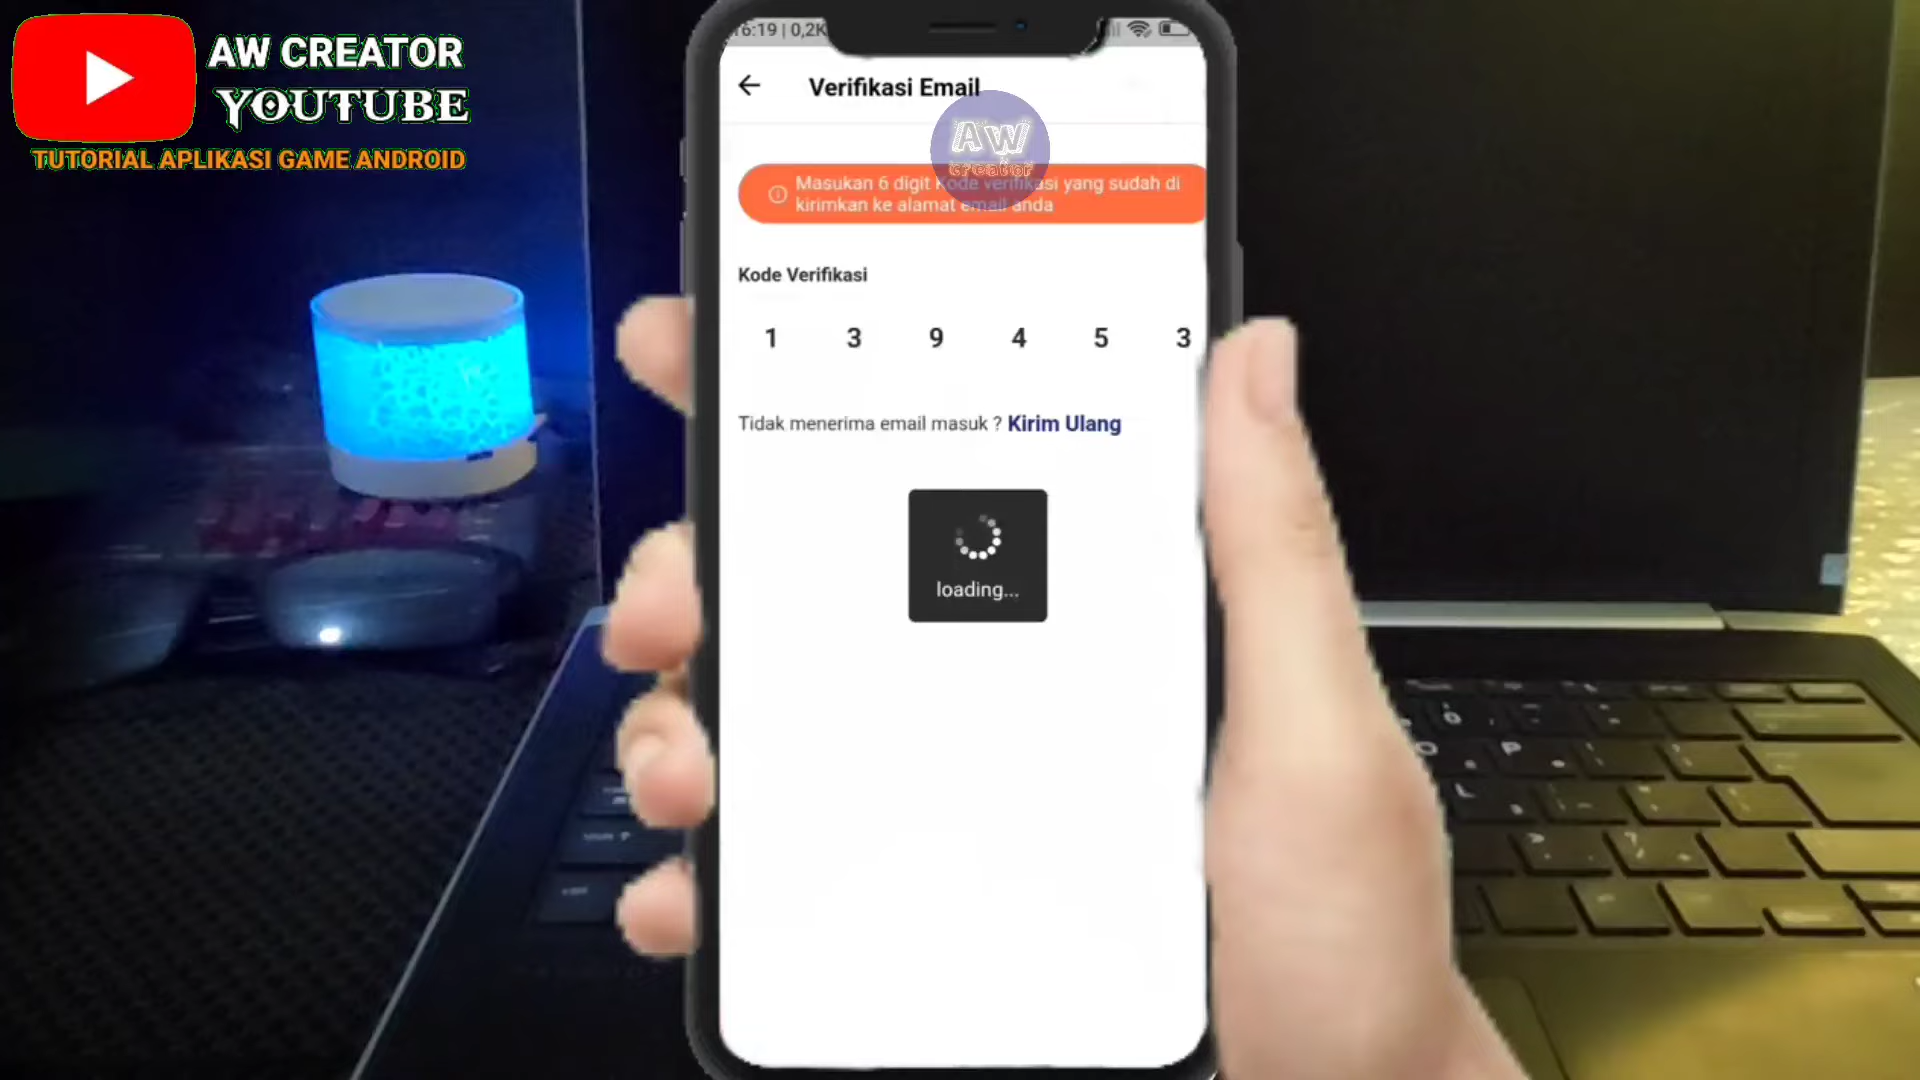 AW CREATOR
YOUTUBE
TUTORIAL APLIKASI GAME ANDROID
6:19 | 0,2K
Verifikasi Email
AW
creator
Masukan 6 digit Kode verifikasi yang sudah di
kirimkan ke alamat email anda
Kode Verifikasi
1 3 9 4 5 3
Tidak menerima email masuk ? Kirim Ulang
loading...